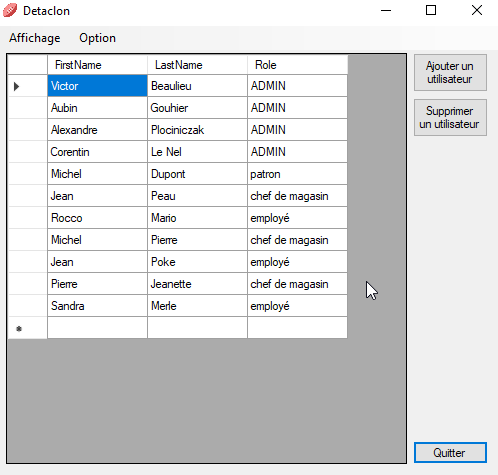 Detaclon
Affichage Option
FirstName LastName Role
Victor Beaulieu ADMIN
Aubin Gouhier ADMIN
Alexandre Plociniczak ADMIN
Corentin Le Nel ADMIN
Michel Dupont patron
Jean Peau chef de magasin
Rocco Mario employé
Michel Pierre chef de magasin
Jean Poke employé
Pierre Jeanette chef de magasin
Sandra Merle employé
Ajouter un
utilisateur
Supprimer
un utilisateur
Quitter